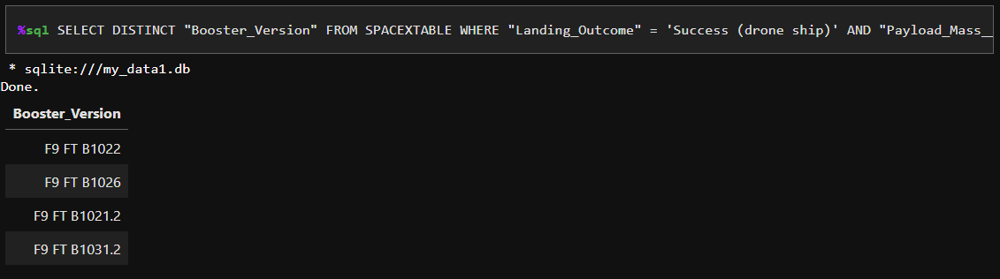 %sql SELECT DISTINCT "Booster_Version" FROM SPACEXTABLE WHERE "Landing_Outcome" = 'Success (drone ship)' AND "Payload_Mass__
* sqlite:///my_data1.db
Done.
Booster_Version
F9 FT B1022
F9 FT B1026
F9 FT B1021.2
F9 FT B1031.2